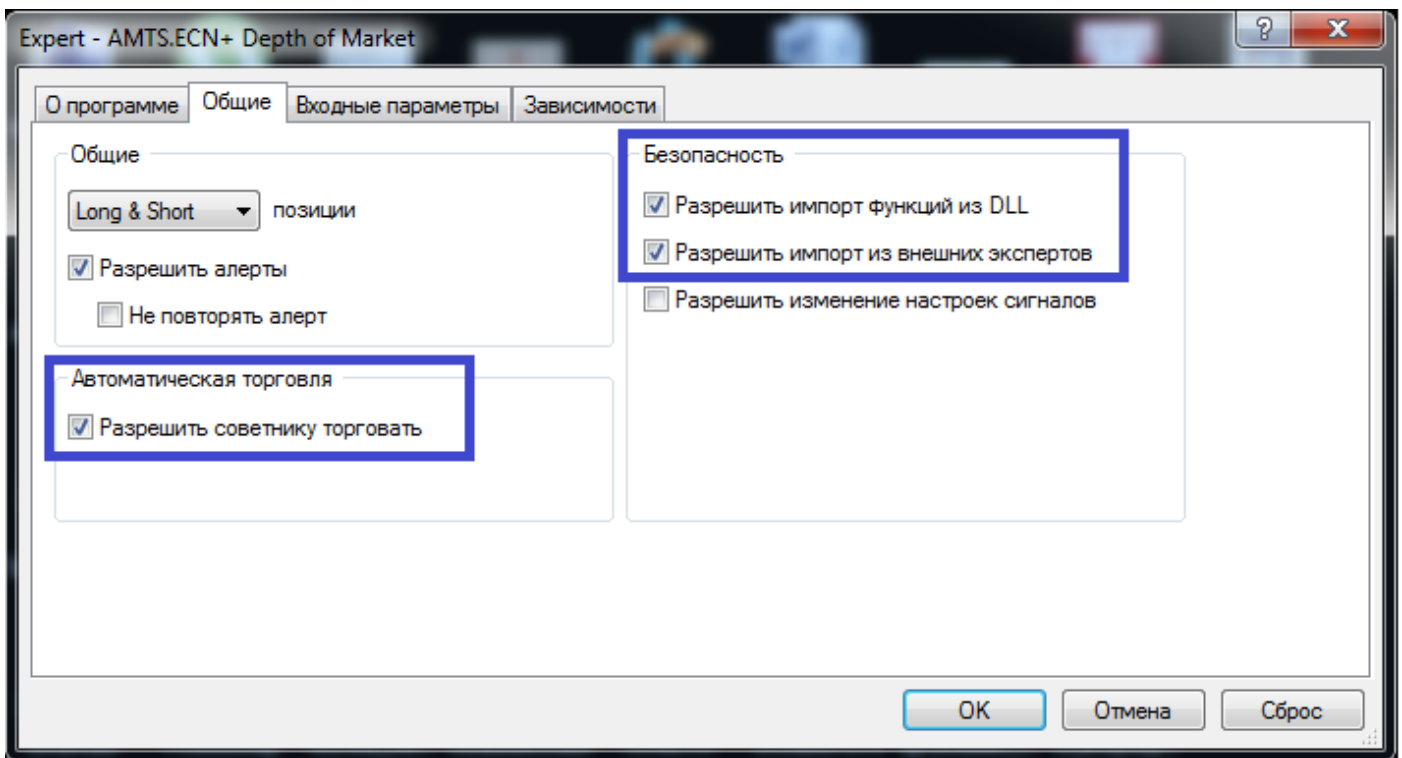 Expert - AMTS.ECN+ Depth of Market
?
X
О программе
Общие
Входные параметры
Зависимости
Общие
Long & Short
позиции
Разрешить алерты
Не повторять алерт
Автоматическая торговля
Разрешить советнику торговать
Безопасность
Разрешить импорт функций из DLL
Разрешить импорт из внешних экспертов
Разрешить изменение настроек сигналов
OK
Отмена
Сброс